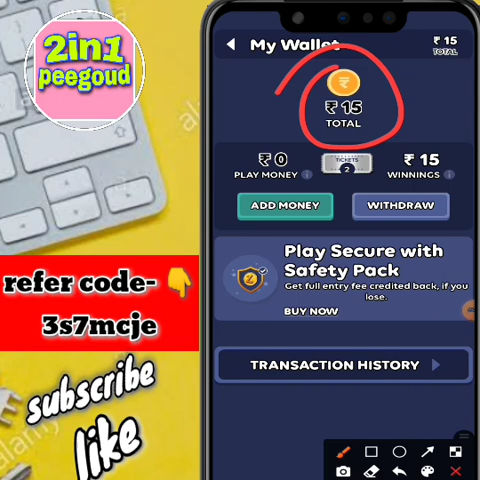 2in1
peegoud
refer code- 👇
3s7mcje
subscribe
like
My Wallet
₹ 15
TOTAL
₹ 15
TOTAL
₹ 0
PLAY MONEY
TICKETS
2
₹ 15
WINNINGS
ADD MONEY
WITHDRAW
Play Secure with
Safety Pack
Get full entry fee credited back, if you
lose.
BUY NOW
TRANSACTION HISTORY